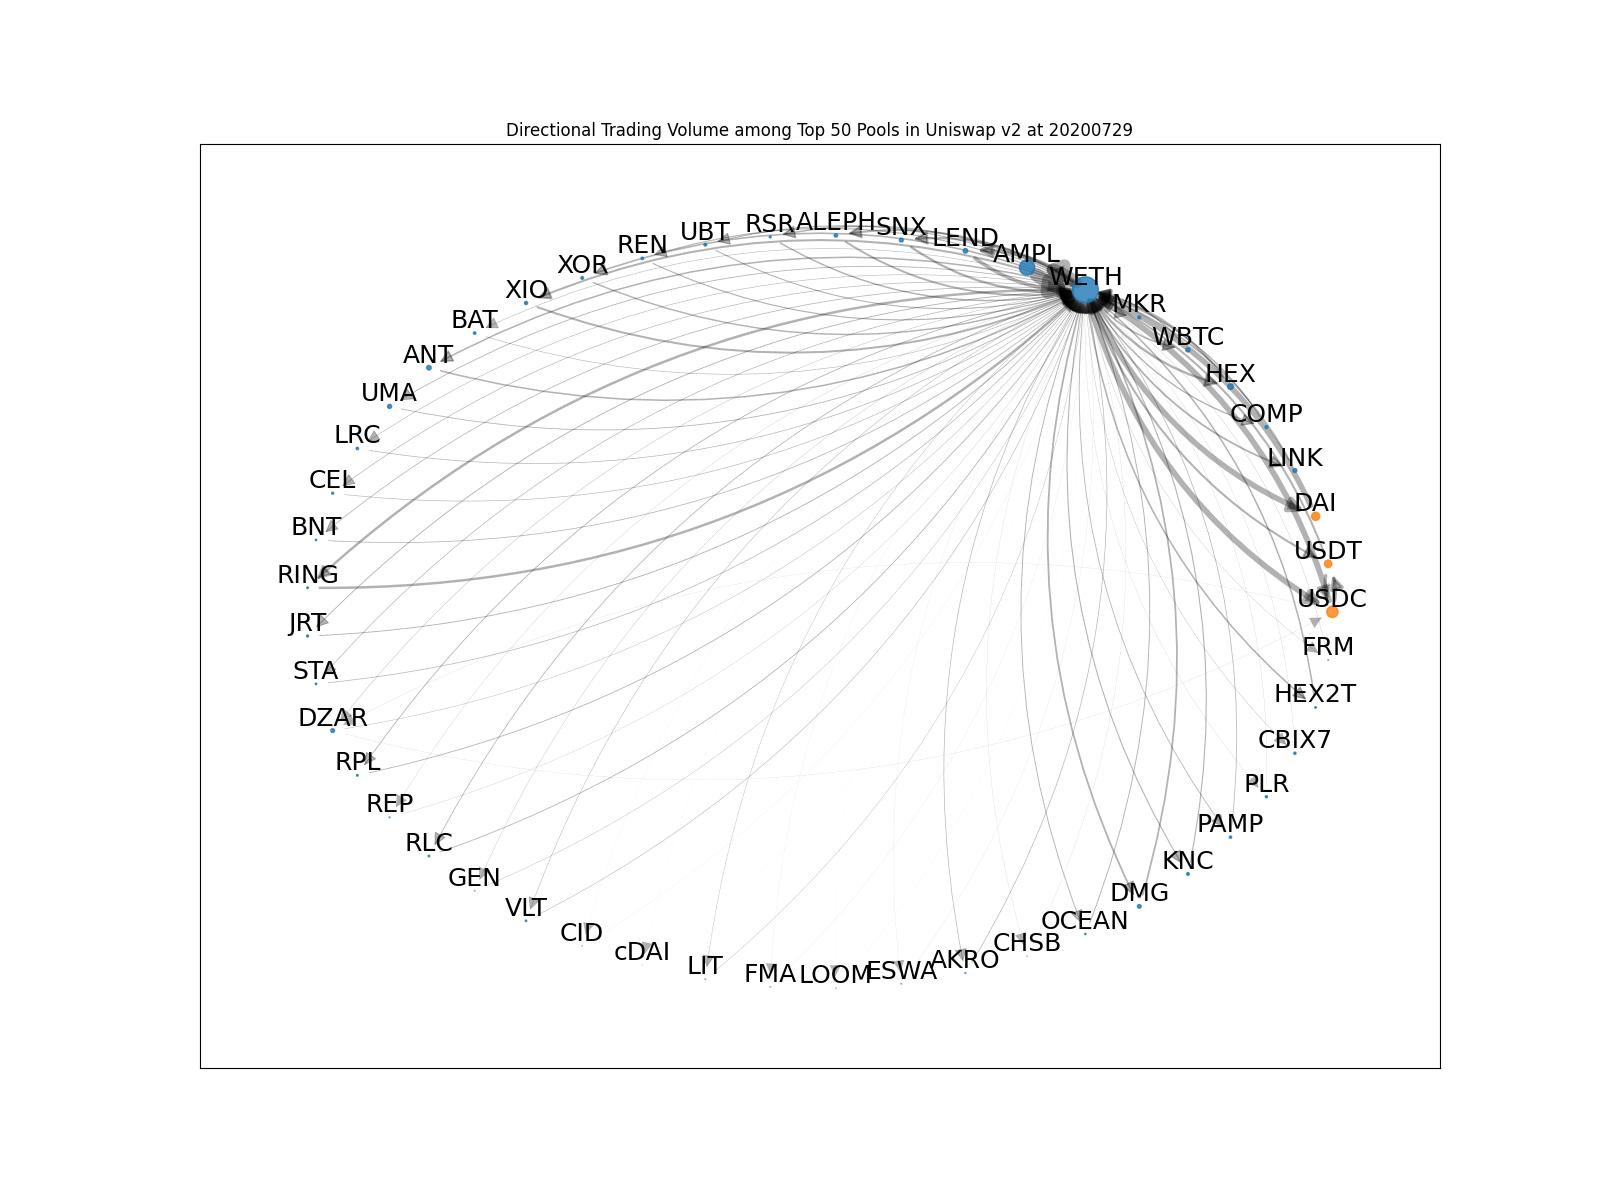 Directional Trading Volume among Top 50 Pools in Uniswap v2 at 20200729
RSR
ALEPH
SNX
UBT
LEND
REN
AMPL
XOR
WETH
XIO
MKR
BAT
WBTC
ANT
HEX
UMA
COMP
LRC
LINK
CEL
DAI
BNT
USDT
RING
USDC
JRT
FRM
STA
HEX2T
DZAR
CBIX7
RPL
PLR
REP
PAMP
RLC
KNC
GEN
DMG
VLT
OCEAN
CID
CHSB
cDAI
AKRO
LIT
FMA
LOOM
ESWA